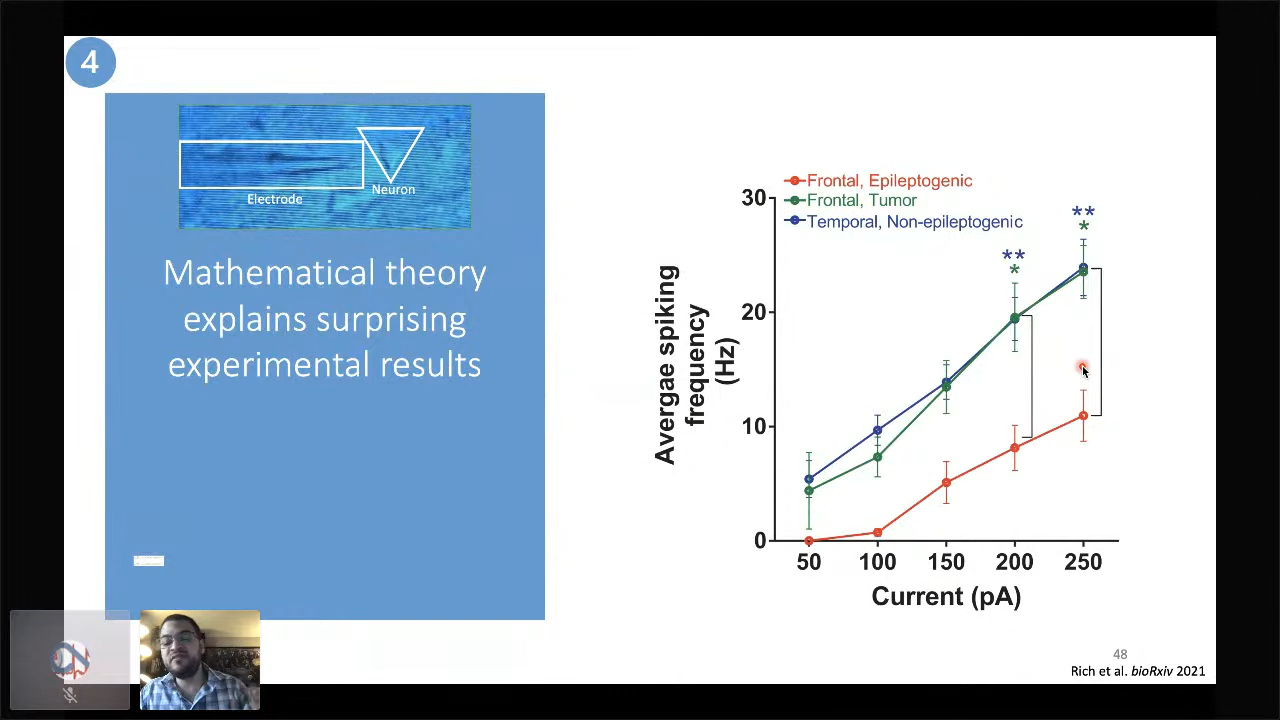 4
Electrode
Neuron
Mathematical theory
explains surprising
experimental results
Frontal, Epileptogenic
Frontal, Tumor
Temporal, Non-epileptogenic
**
*
**
*
30
20
10
0
Avergae spiking
frequency
(Hz)
50 100 150 200 250
Current (pA)
48
Rich et al. bioRxiv 2021